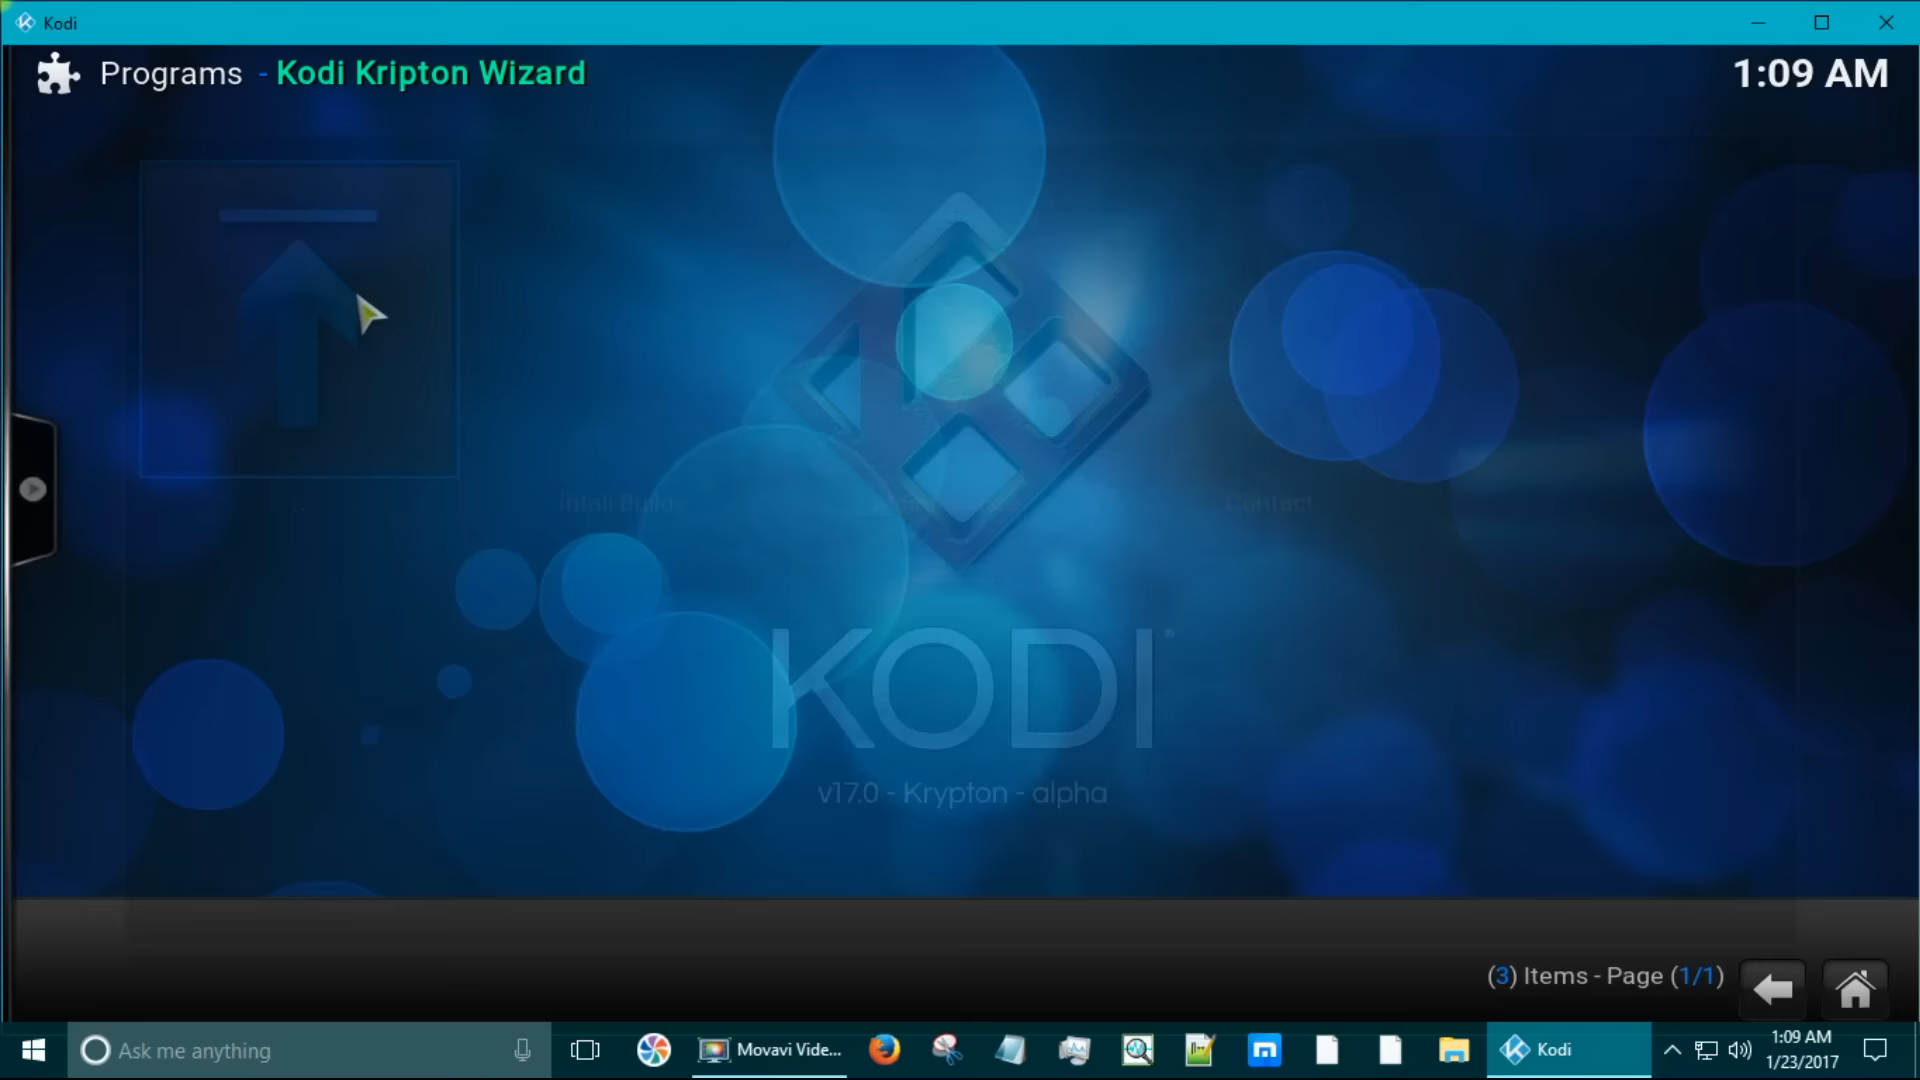 Kodi
Programs - Kodi Kripton Wizard
1:09 AM
Contact
KODI
v17.0 - Krypton - alpha
(3) Items - Page (1/1)
Ask me anything
Movavi Vide...
Kodi
1:09 AM
1/23/2017